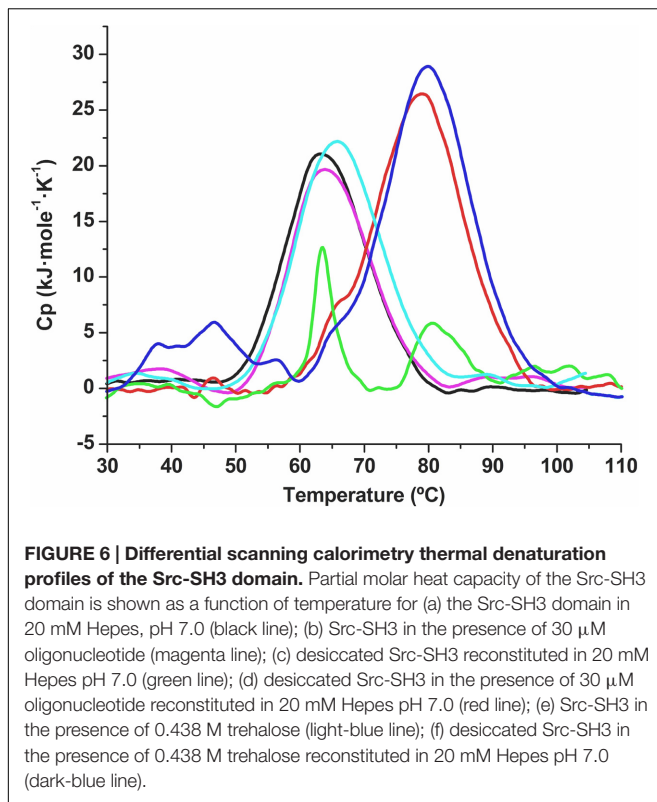 30
25
20
15
10
5
0
-5
Cp (kJ·mole⁻¹·K⁻¹)
30 40 50 60 70 80 90 100 110
Temperature (ºC)
FIGURE 6 | Differential scanning calorimetry thermal denaturation
profiles of the Src-SH3 domain. Partial molar heat capacity of the Src-SH3
domain is shown as a function of temperature for (a) the Src-SH3 domain in
20 mM Hepes, pH 7.0 (black line); (b) Src-SH3 in the presence of 30 μM
oligonucleotide (magenta line); (c) desiccated Src-SH3 reconstituted in 20 mM
Hepes pH 7.0 (green line); (d) desiccated Src-SH3 in the presence of 30 μM
oligonucleotide reconstituted in 20 mM Hepes pH 7.0 (red line); (e) Src-SH3 in
the presence of 0.438 M trehalose (light-blue line); (f) desiccated Src-SH3 in
the presence of 0.438 M trehalose reconstituted in 20 mM Hepes pH 7.0
(dark-blue line).